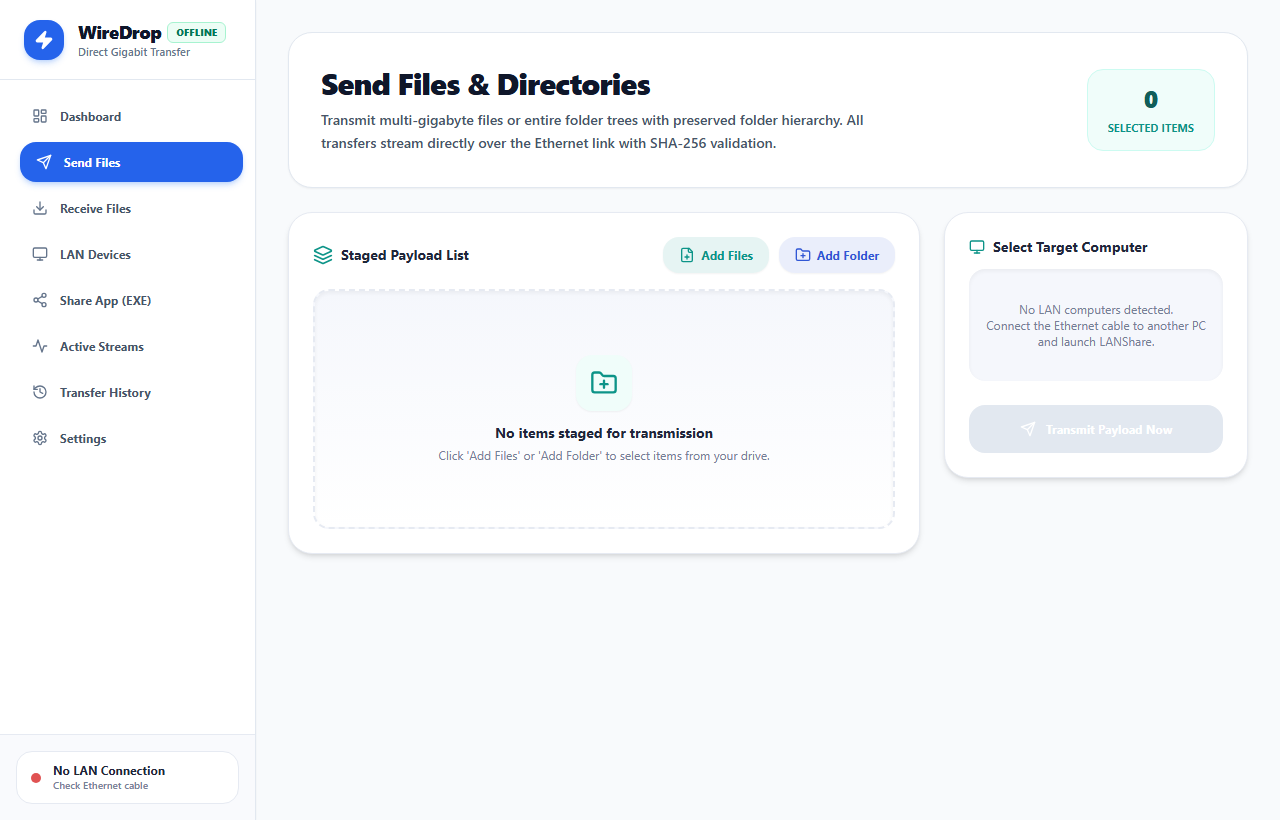 WireDrop OFFLINE
Direct Gigabit Transfer
Dashboard
Send Files
Receive Files
LAN Devices
Share App (EXE)
Active Streams
Transfer History
Settings
No LAN Connection
Check Ethernet cable
Send Files & Directories
Transmit multi-gigabyte files or entire folder trees with preserved folder hierarchy. All
transfers stream directly over the Ethernet link with SHA-256 validation.
0
SELECTED ITEMS
Staged Payload List
Add Files
Add Folder
No items staged for transmission
Click 'Add Files' or 'Add Folder' to select items from your drive.
Select Target Computer
No LAN computers detected.
Connect the Ethernet cable to another PC
and launch LANShare.
Transmit Payload Now